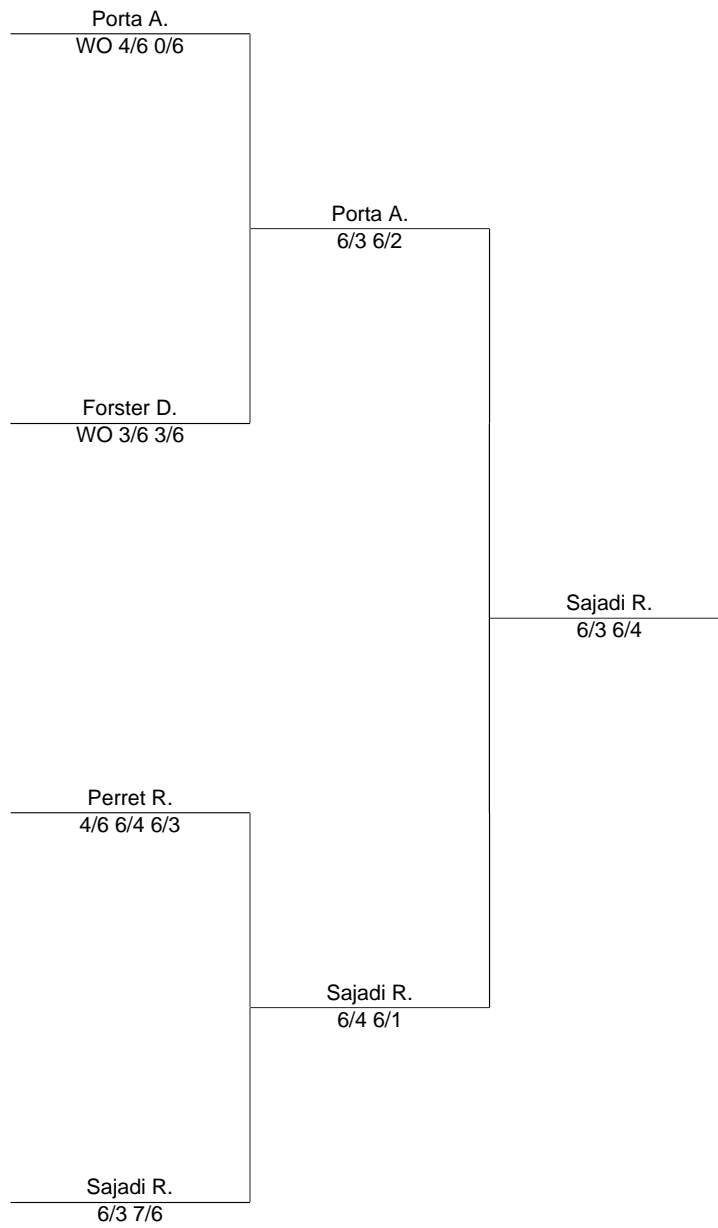 Porta A.
WO 4/6 0/6
Porta A.
6/3 6/2
Forster D.
WO 3/6 3/6
Sajadi R.
6/3 6/4
Perret R.
4/6 6/4 6/3
Sajadi R.
6/4 6/1
Sajadi R.
6/3 7/6